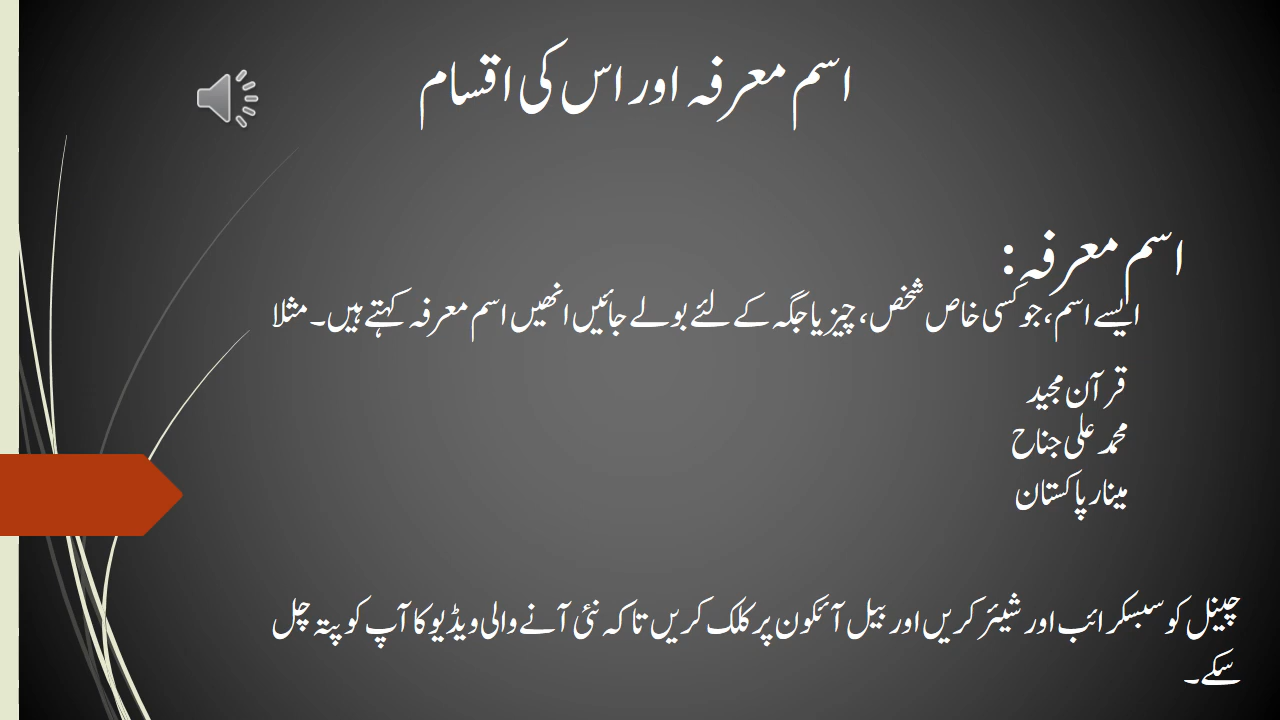 اسم معرفہ اور اس کی اقسام
اسم معرفہ:
ایسے اسم، جو کسی خاص شخص، چیز یا جگہ کے لئے بولے جائیں انھیں اسم معرفہ کہتے ہیں۔ مثلا
قرآن مجید
محمد علی جناح
مینار پاکستان
چینل کو سبسکرائب اور شیئر کریں اور بیل آئکون پر کلک کریں تا کہ نئی آنے والی ویڈیو کا آپ کو پتہ چل
سکے۔